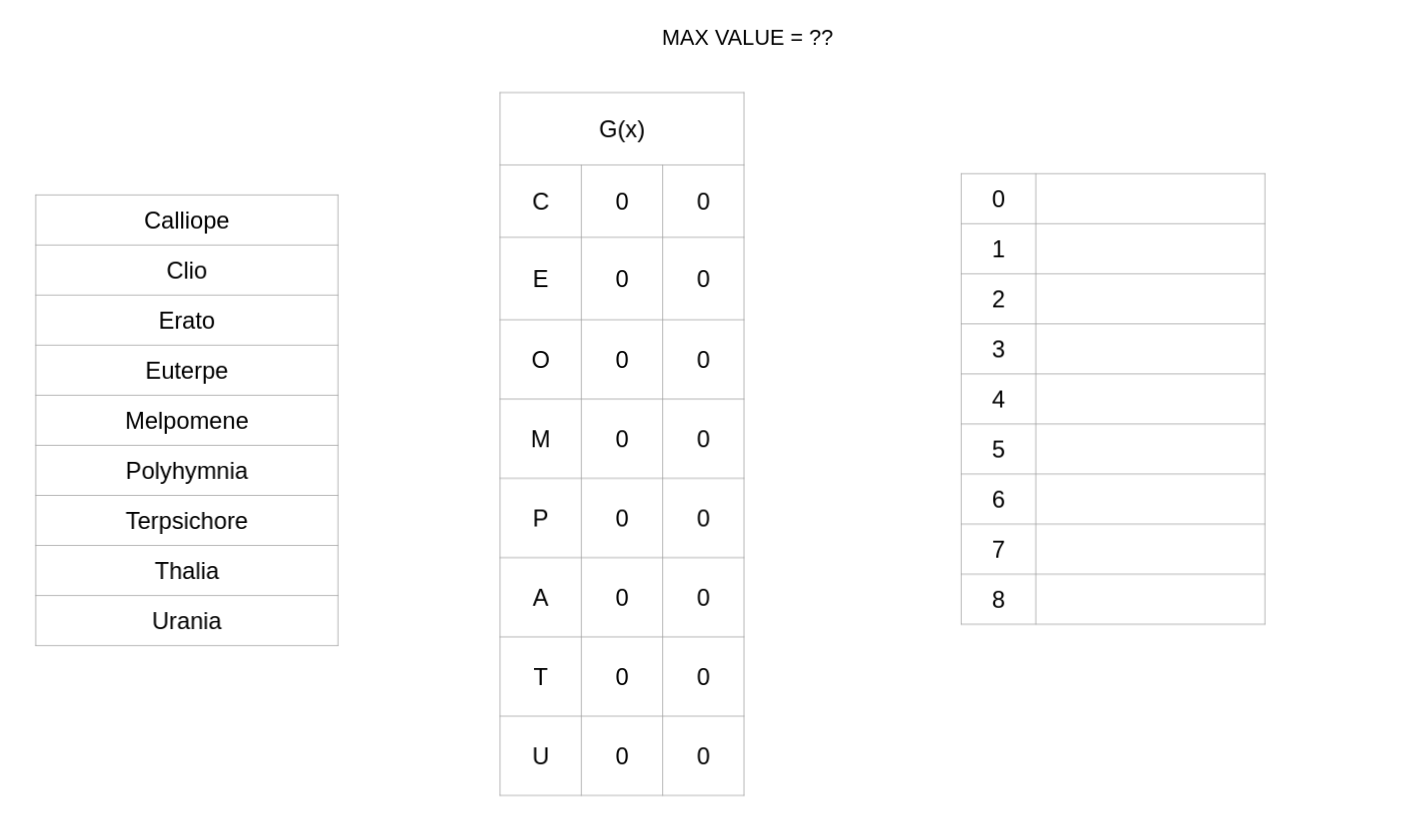 MAX VALUE = ??
Calliope
Clio
Erato
Euterpe
Melpomene
Polyhymnia
Terpsichore
Thalia
Urania
G(x)
C 0 0
E 0 0
O 0 0
M 0 0
P 0 0
A 0 0
T 0 0
U 0 0
0
1
2
3
4
5
6
7
8